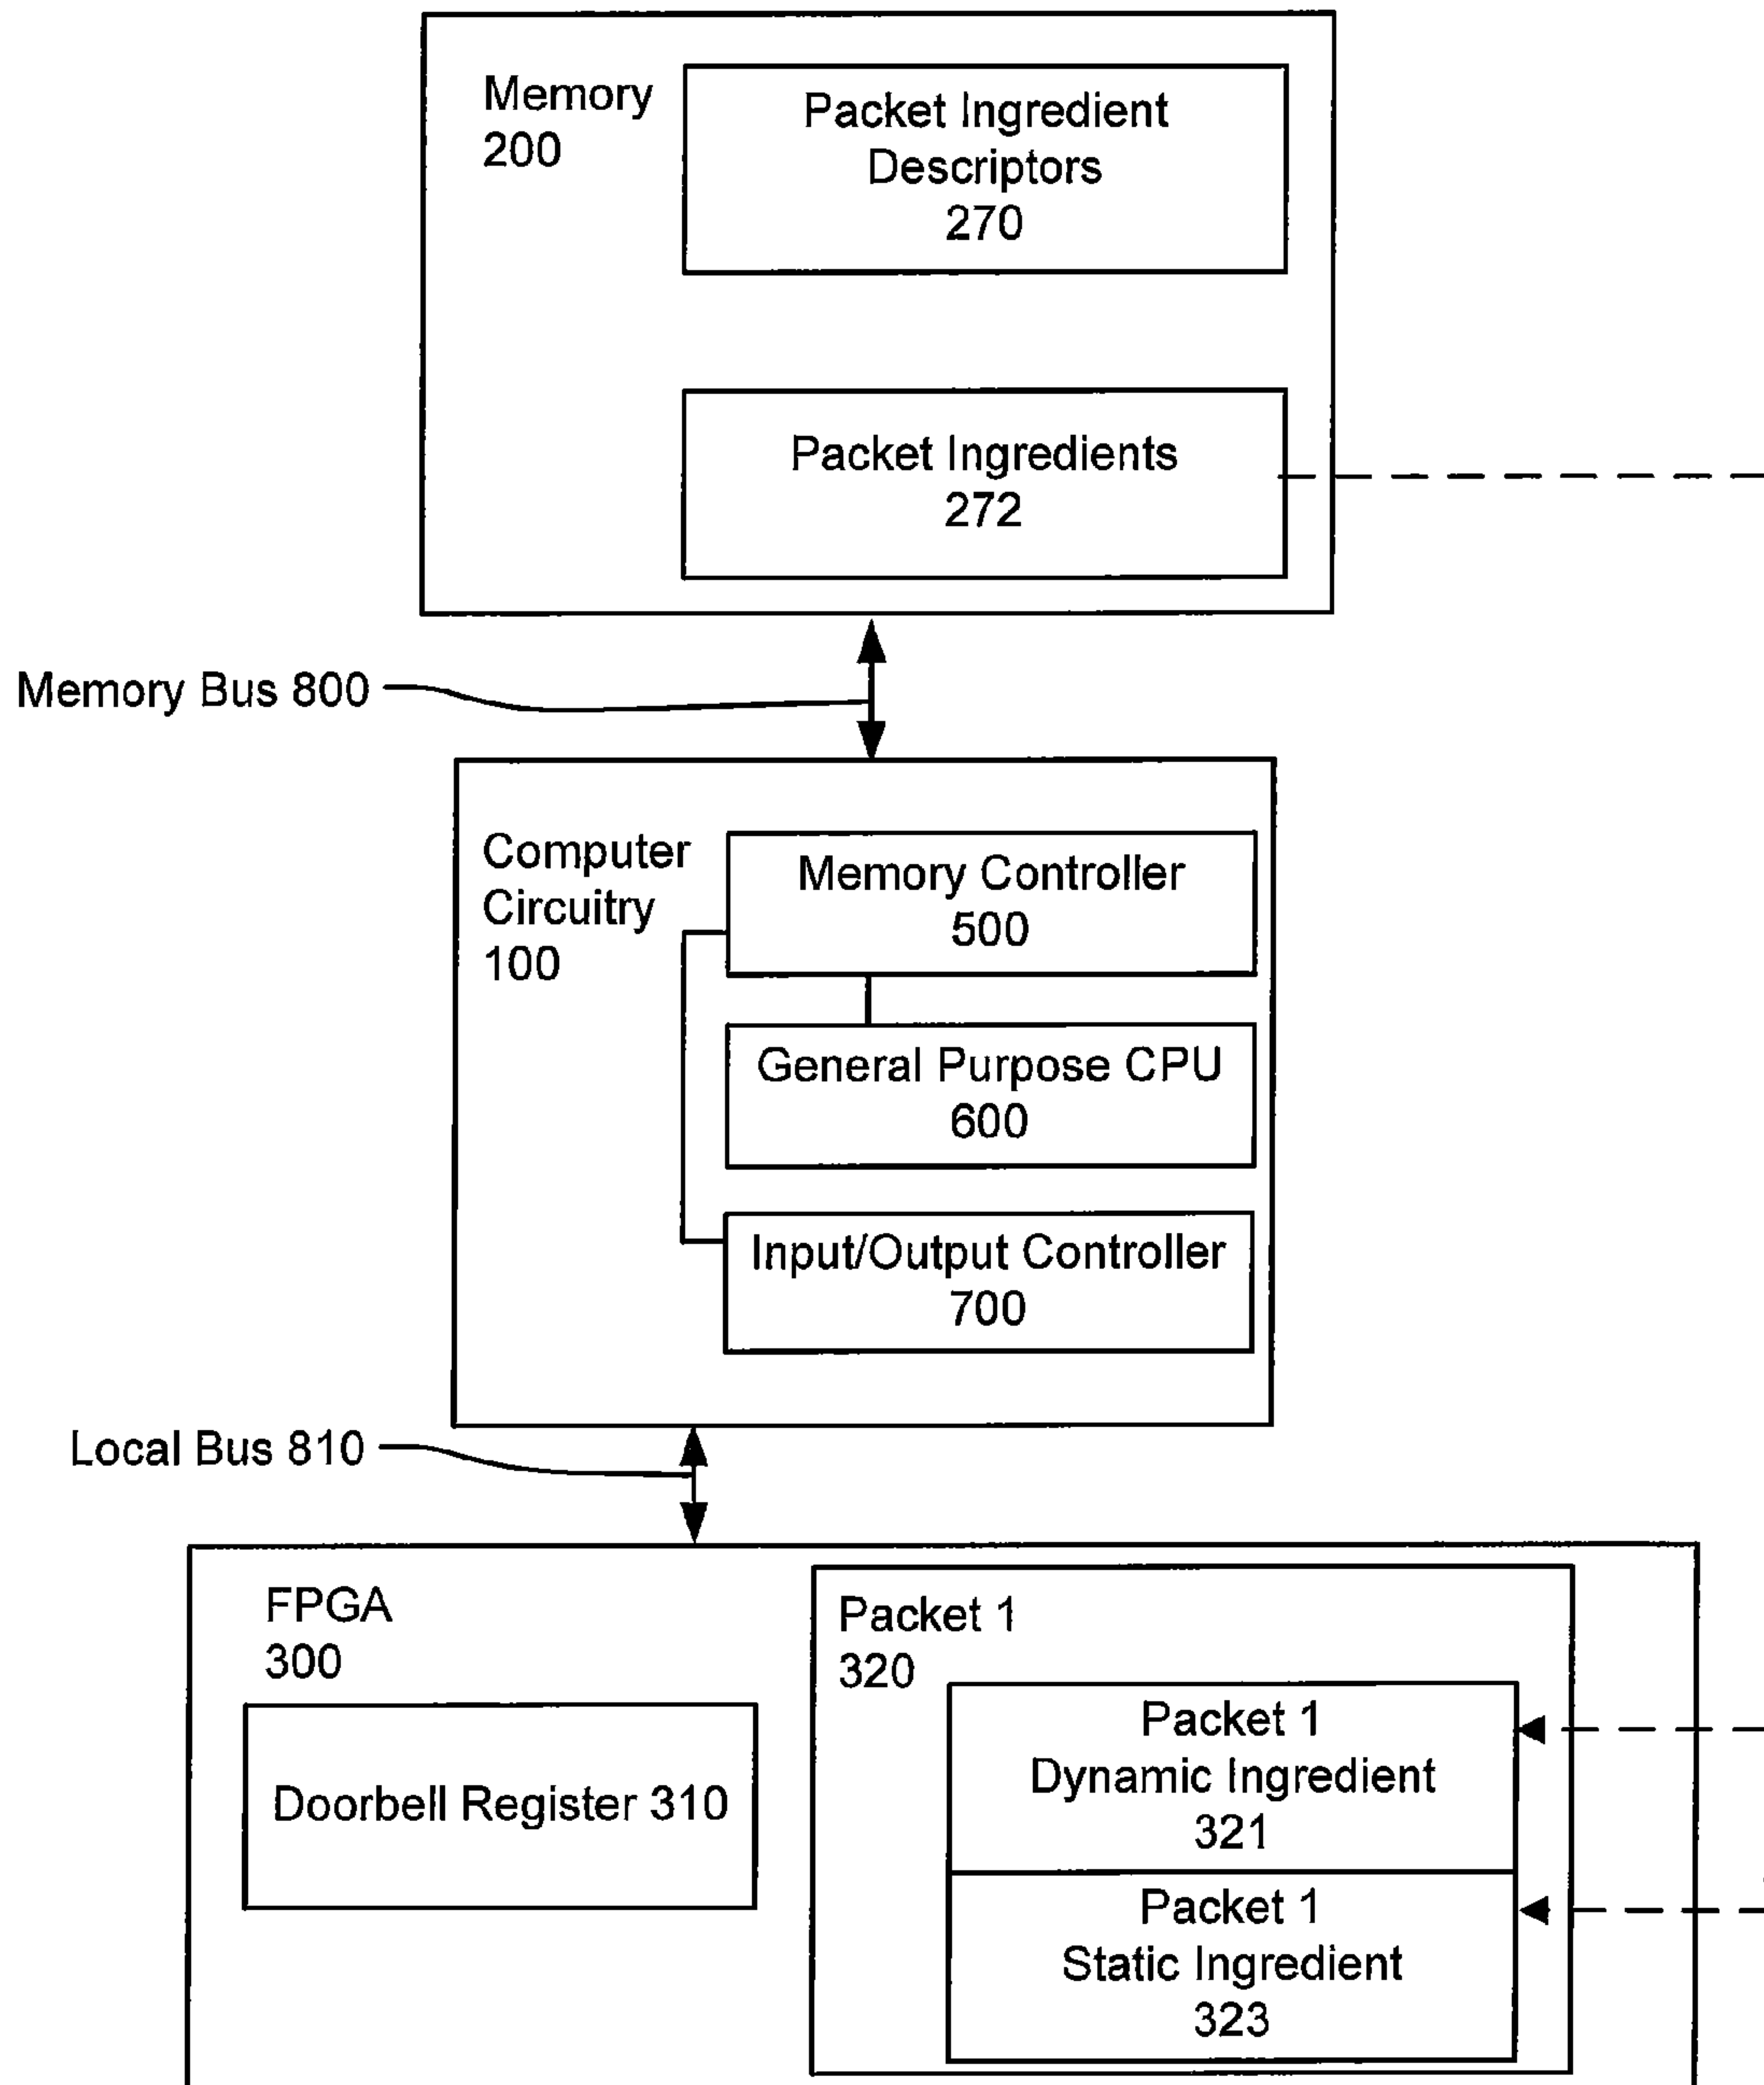 Memory
200
Packet Ingredient
Descriptors
270
Packet Ingredients
272
Memory Bus 800
Computer
Circuitry
100
Memory Controller
500
General Purpose CPU
600
Input/Output Controller
700
Local Bus 810
FPGA
300
Doorbell Register 310
Packet 1
320
Packet 1
Dynamic Ingredient
321
Packet 1
Static Ingredient
323